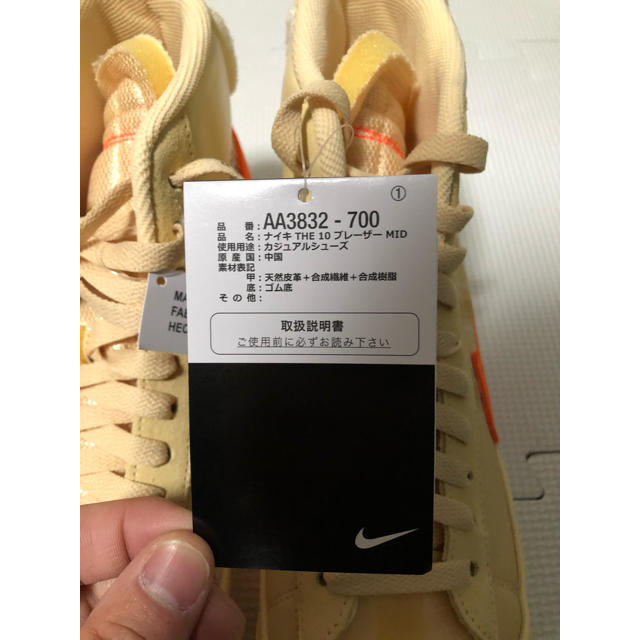 ①
品 番：AA3832 - 700
品 名：ナイキ THE 10 ブレーザー MID
使用用途：カジュアルシューズ
原 産 国：中国
素材表記
甲：天然皮革＋合成繊維＋合成樹脂
底：ゴム底
そ の 他：
取扱説明書
ご使用前に必ずお読み下さい
MA
FAB
HEC